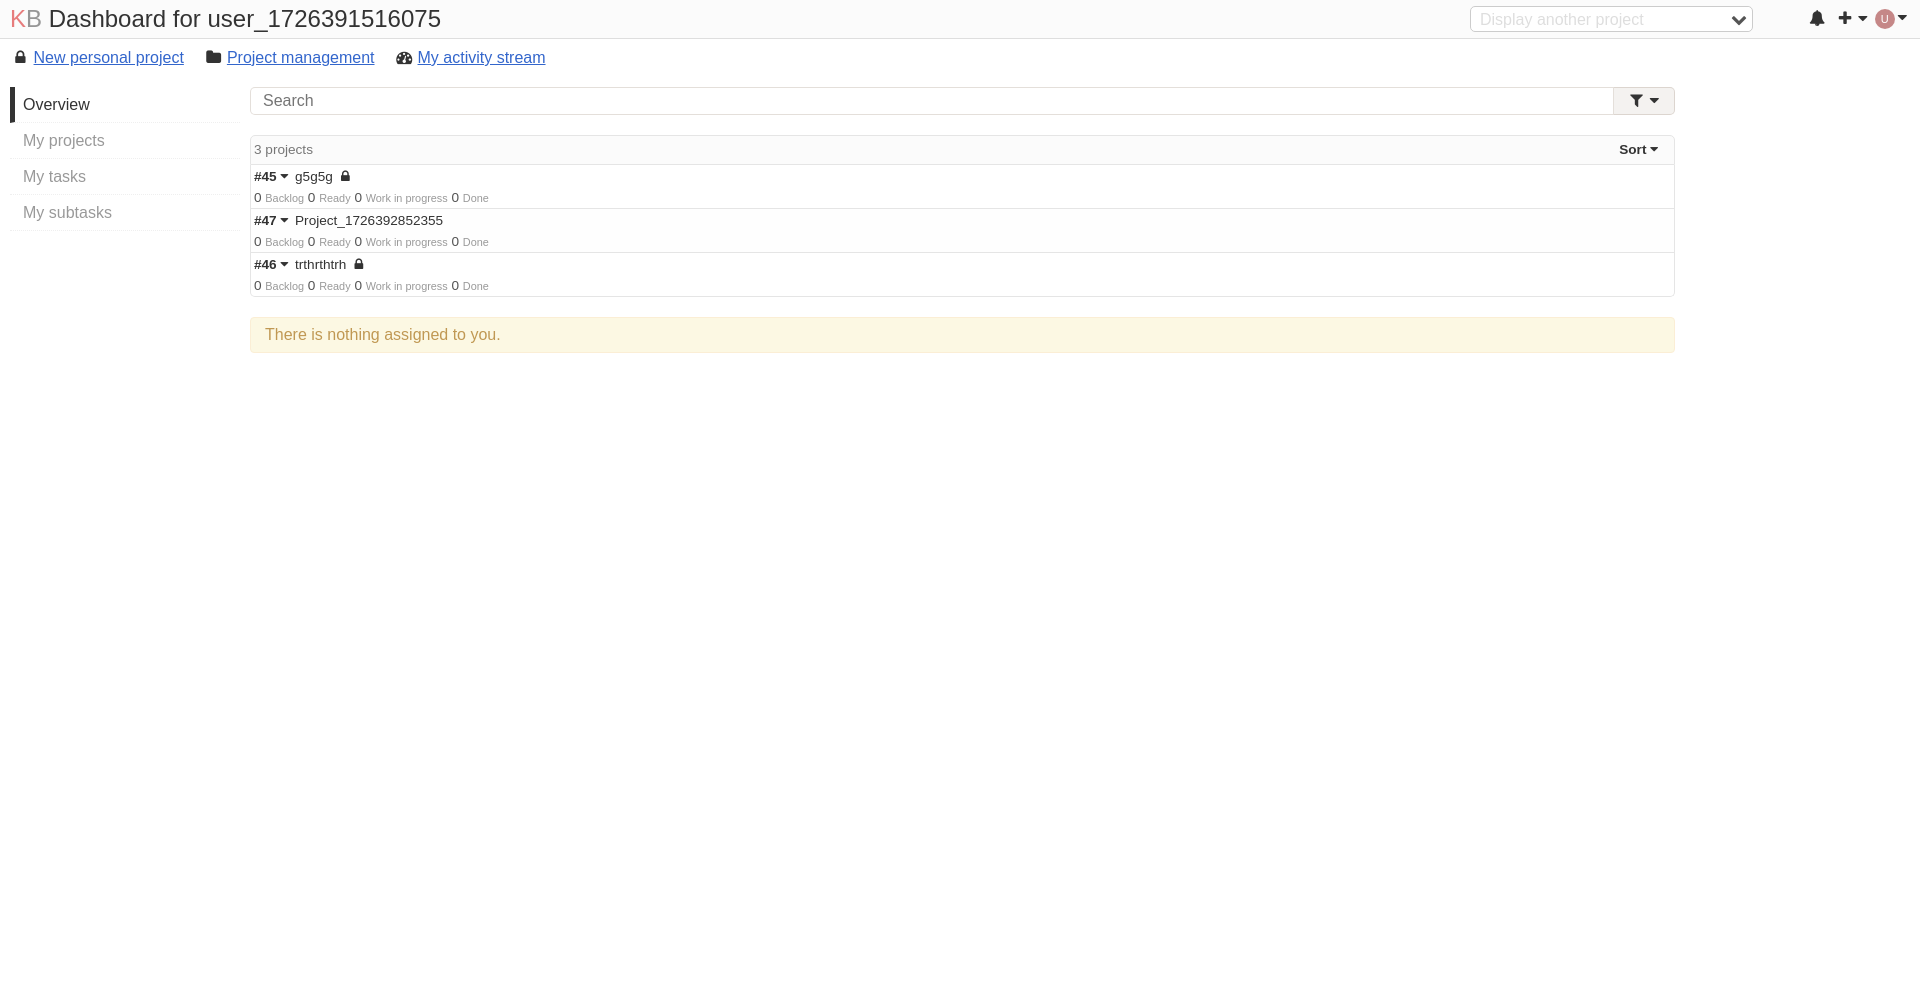 KB Dashboard for user_1726391516075
Display another project
U
New personal project Project management My activity stream
Overview
My projects
My tasks
My subtasks
Search
3 projects Sort
#45 g5g5g
0 Backlog 0 Ready 0 Work in progress 0 Done
#47 Project_1726392852355
0 Backlog 0 Ready 0 Work in progress 0 Done
#46 trthrthtrh
0 Backlog 0 Ready 0 Work in progress 0 Done
There is nothing assigned to you.